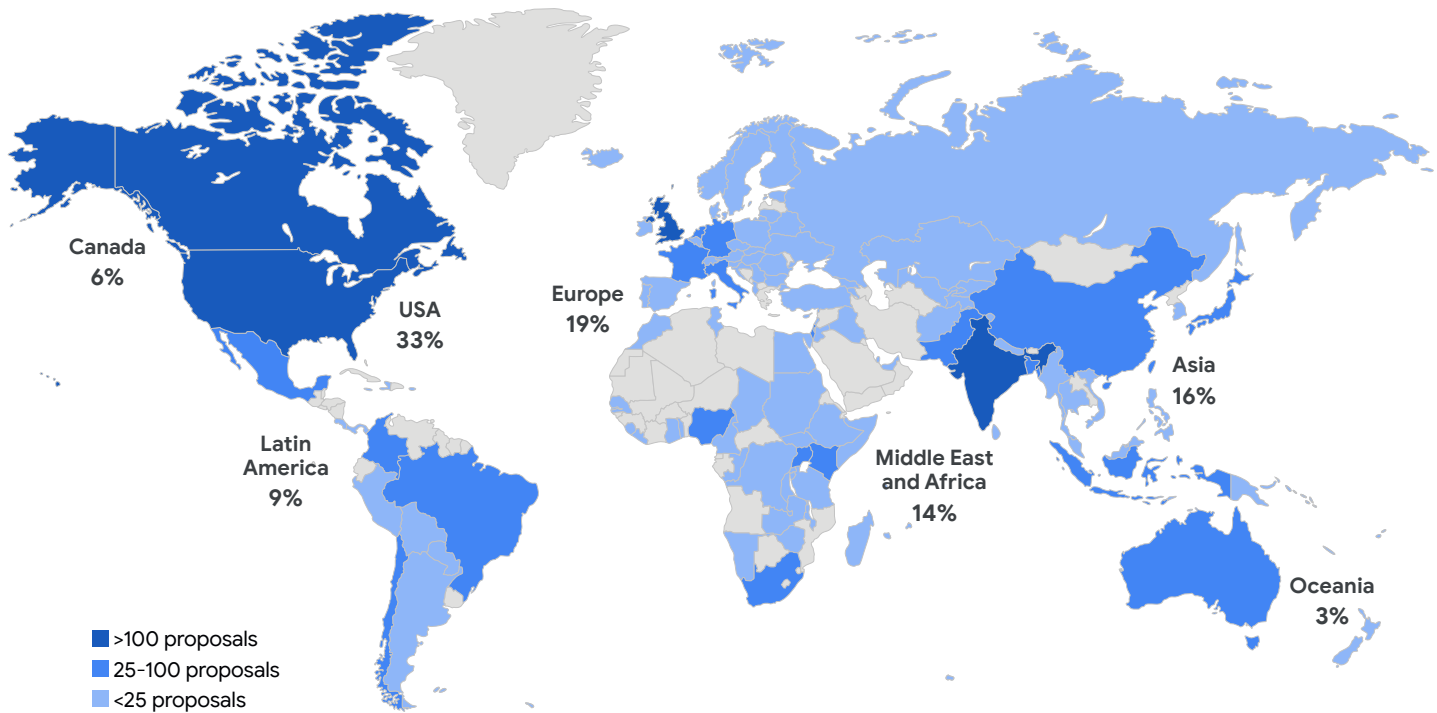 Canada
6%
USA
33%
Europe
19%
Asia
16%
Latin
America
9%
Middle East
and Africa
14%
Oceania
3%
>100 proposals
25-100 proposals
<25 proposals